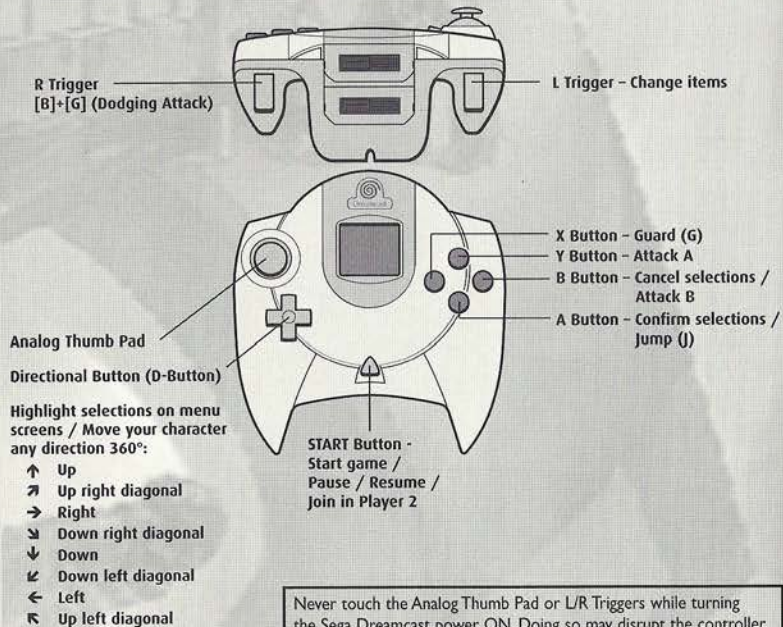 R Trigger
[B]+[G] (Dodging Attack)
L Trigger – Change items
Dreamcast
X Button – Guard (G)
Y Button – Attack A
B Button – Cancel selections /
Attack B
A Button – Confirm selections /
Jump (J)
Analog Thumb Pad
Directional Button (D-Button)
Highlight selections on menu
screens / Move your character
any direction 360°:
↑ Up
↗ Up right diagonal
→ Right
↘ Down right diagonal
↓ Down
↙ Down left diagonal
← Left
↖ Up left diagonal
START Button -
Start game /
Pause / Resume /
Join in Player 2
Never touch the Analog Thumb Pad or L/R Triggers while turning
the Sega Dreamcast power ON. Doing so may disrupt the controller